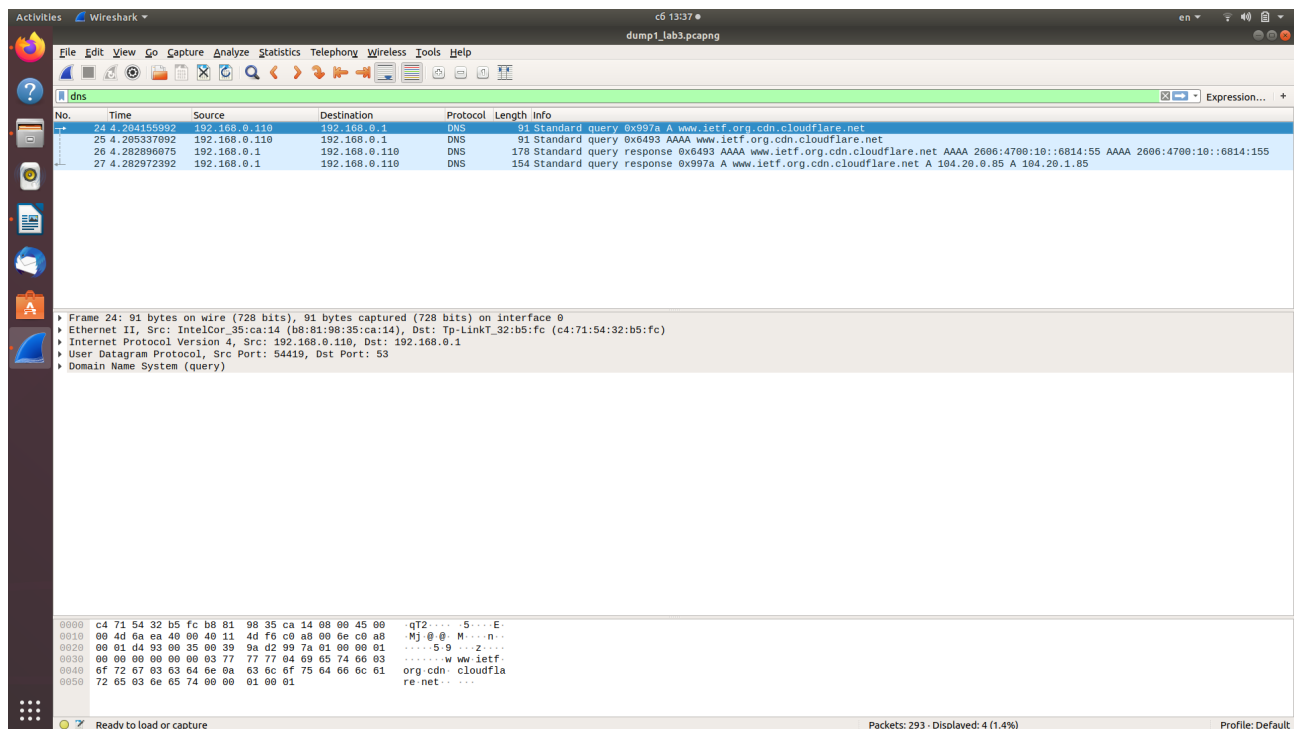 Activities Wireshark сб 13:37 en
dump1_lab3.pcapng
File Edit View Go Capture Analyze Statistics Telephony Wireless Tools Help
dns Expression... +
No. Time Source Destination Protocol Length Info
24 4.204155992 192.168.0.110 192.168.0.1 DNS 91 Standard query 0x997a A www.ietf.org.cdn.cloudflare.net
25 4.205337092 192.168.0.110 192.168.0.1 DNS 91 Standard query 0x6493 AAAA www.ietf.org.cdn.cloudflare.net
26 4.282896075 192.168.0.1 192.168.0.110 DNS 178 Standard query response 0x6493 AAAA www.ietf.org.cdn.cloudflare.net AAAA 2606:4700:10::6814:55 AAAA 2606:4700:10::6814:155
27 4.282972392 192.168.0.1 192.168.0.110 DNS 154 Standard query response 0x997a A www.ietf.org.cdn.cloudflare.net A 104.20.0.85 A 104.20.1.85
Frame 24: 91 bytes on wire (728 bits), 91 bytes captured (728 bits) on interface 0
Ethernet II, Src: IntelCor_35:ca:14 (b8:81:98:35:ca:14), Dst: Tp-LinkT_32:b5:fc (c4:71:54:32:b5:fc)
Internet Protocol Version 4, Src: 192.168.0.110, Dst: 192.168.0.1
User Datagram Protocol, Src Port: 54419, Dst Port: 53
Domain Name System (query)
0000 c4 71 54 32 b5 fc b8 81 98 35 ca 14 08 00 45 00 ·qT2···· ·5····E·
0010 00 4d 6a ea 40 00 40 11 4d f6 c0 a8 00 6e c0 a8 ·Mj·@·@· M····n··
0020 00 01 d4 93 00 35 00 39 9a d2 99 7a 01 00 00 01 ·····5·9 ···z····
0030 00 00 00 00 00 00 03 77 77 77 04 69 65 74 66 03 ·······w ww·ietf·
0040 6f 72 67 03 63 64 6e 0a 63 6c 6f 75 64 66 6c 61 org·cdn· cloudfla
0050 72 65 03 6e 65 74 00 00 01 00 01 re·net·· ···
Ready to load or capture Packets: 293 · Displayed: 4 (1.4%) Profile: Default